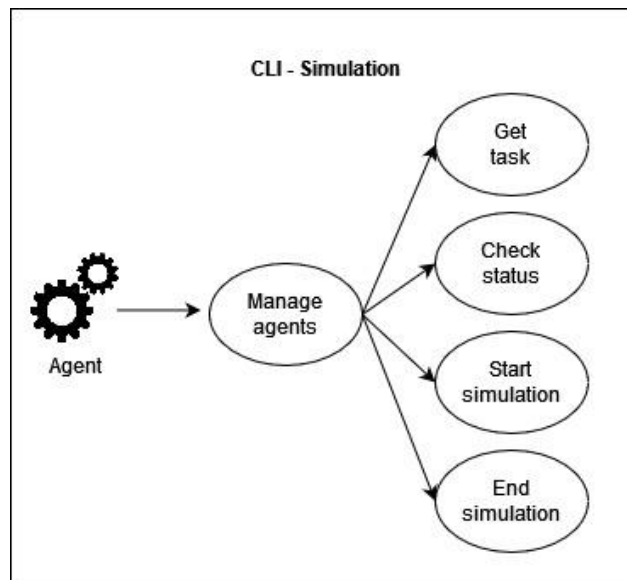 CLI - Simulation
Get
task
Check
status
Manage
agents
Agent
Start
simulation
End
simulation